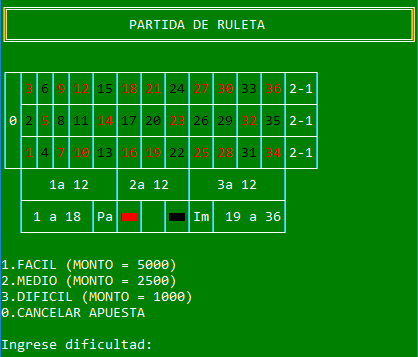 PARTIDA DE RULETA
3 6 9 12 15 18 21 24 27 30 33 36 2-1
0 2 5 8 11 14 17 20 23 26 29 32 35 2-1
1 4 7 10 13 16 19 22 25 28 31 34 2-1
1a 12 2a 12 3a 12
1 a 18 Pa Im 19 a 36
1.FACIL (MONTO = 5000)
2.MEDIO (MONTO = 2500)
3.DIFICIL (MONTO = 1000)
0.CANCELAR APUESTA
Ingrese dificultad: